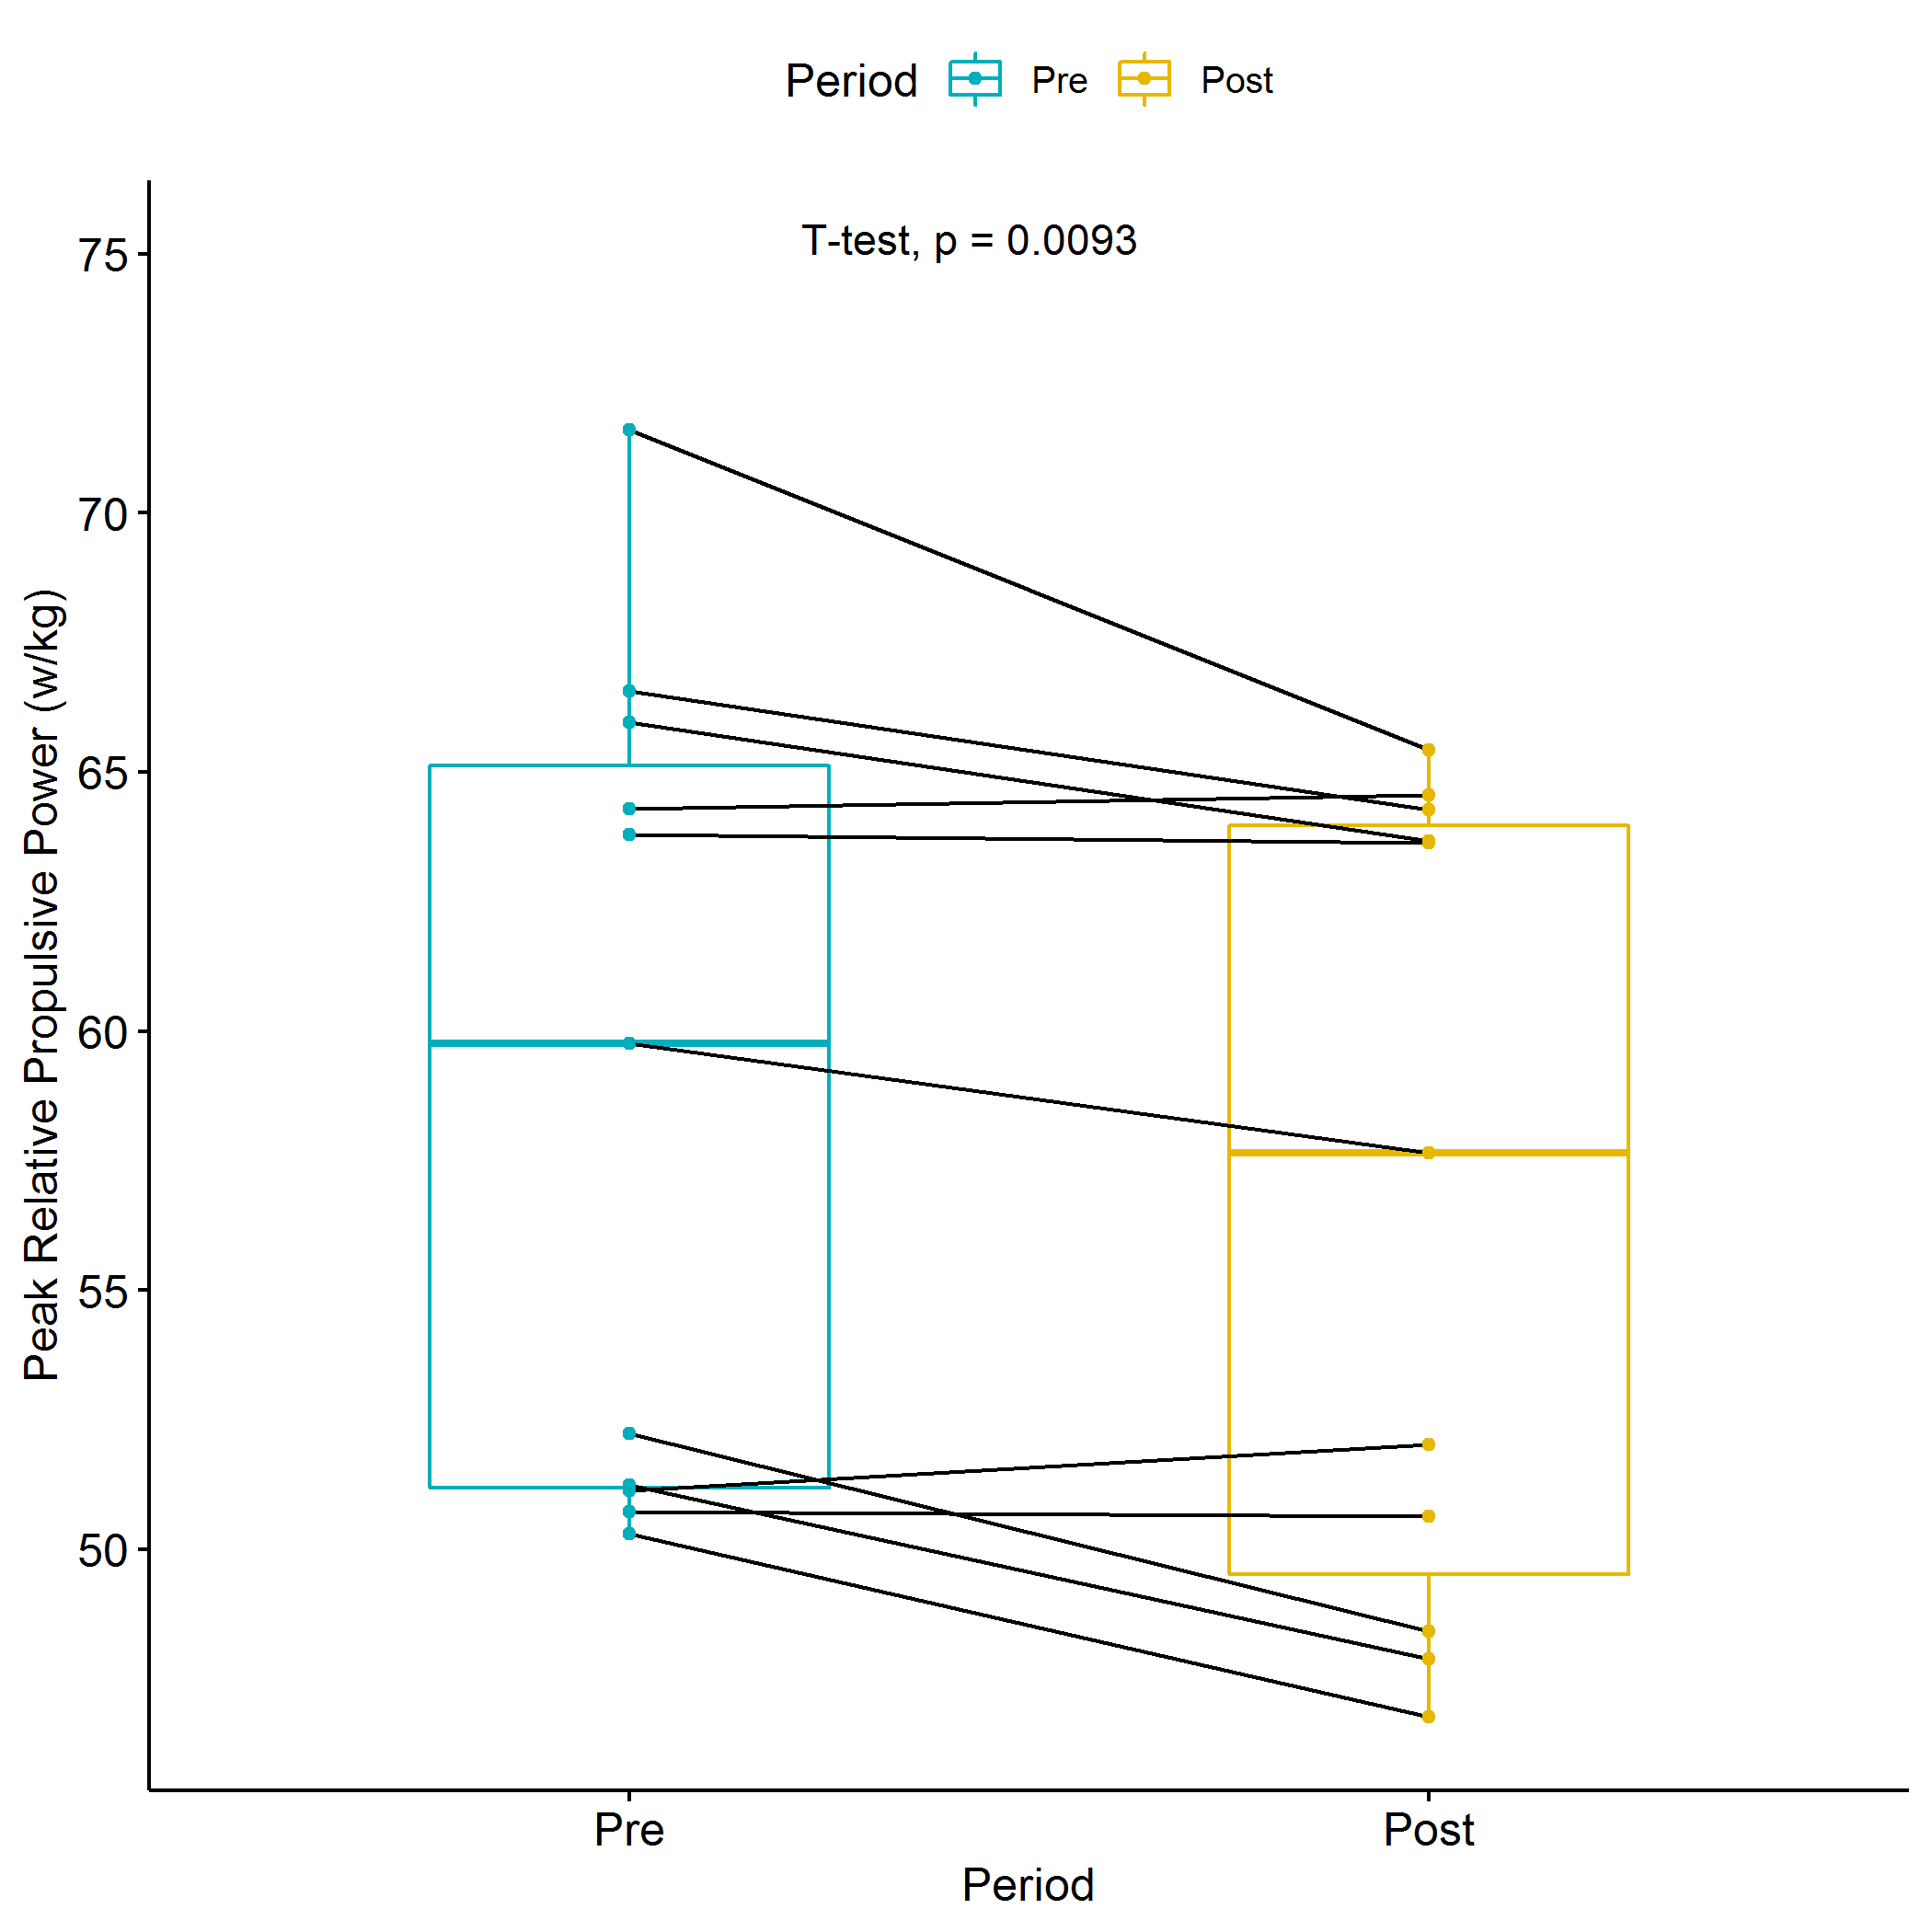 Period Pre Post
T-test, p = 0.0093
Peak Relative Propulsive Power (w/kg)
75
70
65
60
55
50
Pre Post
Period